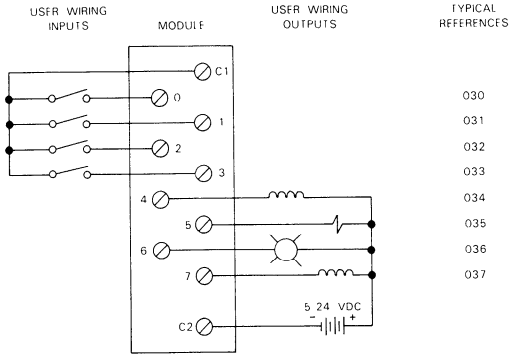 USER WIRING
INPUTS
MODULE
USER WIRING
OUTPUTS
TYPICAL
REFERENCES
C1
0
030
1
031
2
032
3
033
4
034
5
035
6
036
7
037
5 24 VDC
- +
C2